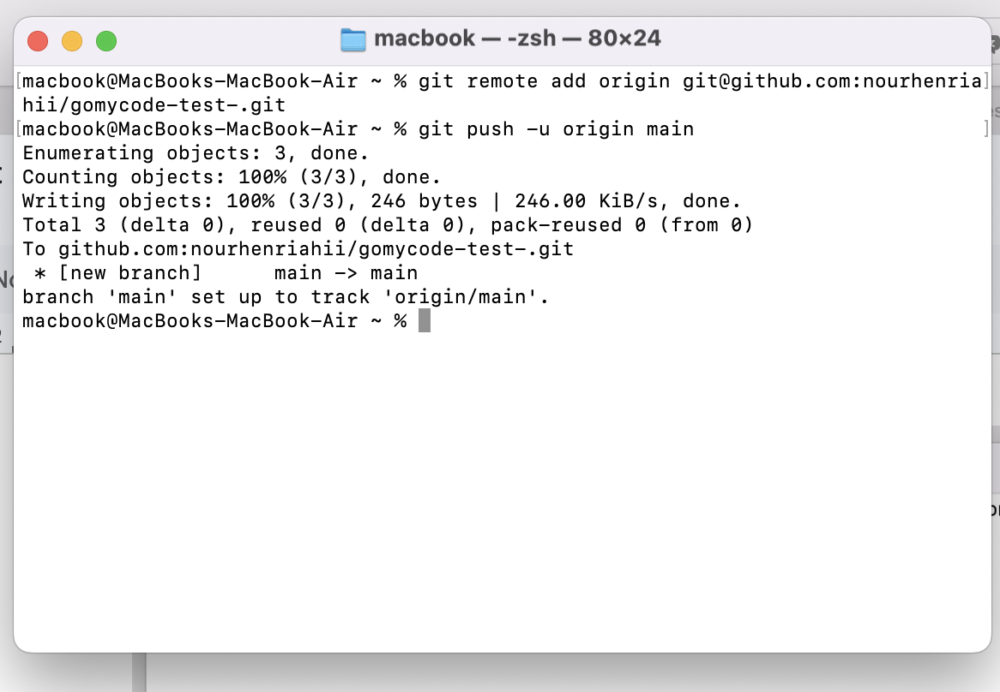 macbook — -zsh — 80×24
[macbook@MacBooks-MacBook-Air ~ % git remote add origin git@github.com:nourhenria]
hii/gomycode-test-.git
[macbook@MacBooks-MacBook-Air ~ % git push -u origin main ]
Enumerating objects: 3, done.
Counting objects: 100% (3/3), done.
Writing objects: 100% (3/3), 246 bytes | 246.00 KiB/s, done.
Total 3 (delta 0), reused 0 (delta 0), pack-reused 0 (from 0)
To github.com:nourhenriahii/gomycode-test-.git
 * [new branch]      main -> main
branch 'main' set up to track 'origin/main'.
macbook@MacBooks-MacBook-Air ~ %